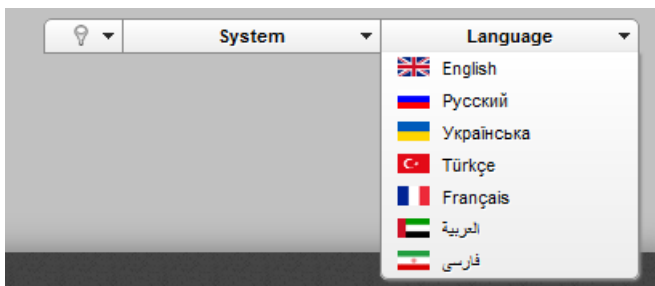 System
Language
English
Русский
Українська
Türkçe
Français
العربية
فارسی